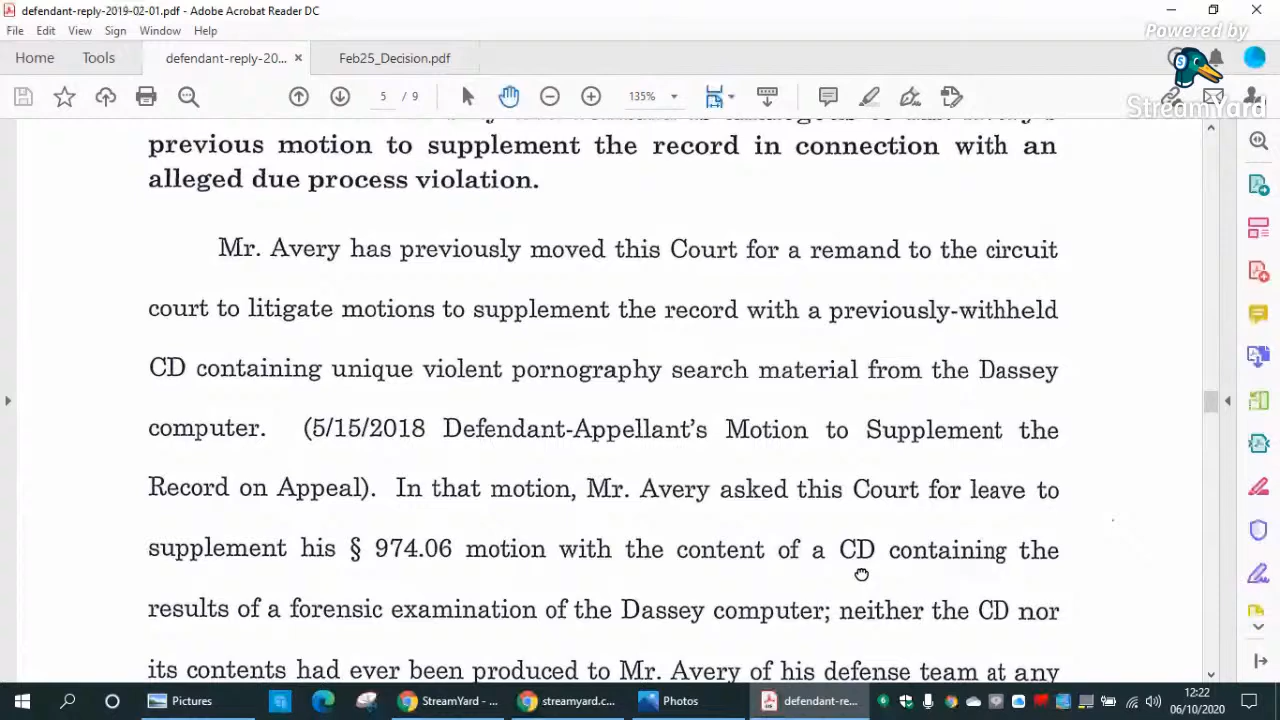 defendant-reply-2019-02-01.pdf - Adobe Acrobat Reader DC
File Edit View Sign Window Help
Powered by
Home Tools defendant-reply-20... × Feb25_Decision.pdf
5 / 9 135%
StreamYard
previous motion to supplement the record in connection with an
alleged due process violation.
Mr. Avery has previously moved this Court for a remand to the circuit
court to litigate motions to supplement the record with a previously-withheld
CD containing unique violent pornography search material from the Dassey
computer. (5/15/2018 Defendant-Appellant's Motion to Supplement the
Record on Appeal). In that motion, Mr. Avery asked this Court for leave to
supplement his § 974.06 motion with the content of a CD containing the
results of a forensic examination of the Dassey computer; neither the CD nor
its contents had ever been produced to Mr. Avery of his defense team at any
Pictures StreamYard - ... streamyard.c... Photos defendant-re... 12:22
06/10/2020